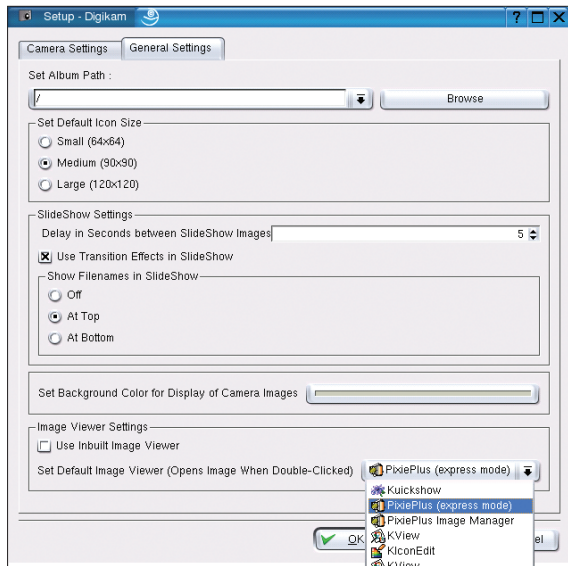 Setup - Digikam
Camera Settings
General Settings
Set Album Path :
/
Browse
Set Default Icon Size
Small (64x64)
Medium (90x90)
Large (120x120)
SlideShow Settings
Delay in Seconds between SlideShow Images
5
Use Transition Effects in SlideShow
Show Filenames in SlideShow
Off
At Top
At Bottom
Set Background Color for Display of Camera Images
Image Viewer Settings
Use Inbuilt Image Viewer
Set Default Image Viewer (Opens Image When Double-Clicked)
PixiePlus (express mode)
Kuickshow
PixiePlus (express mode)
PixiePlus Image Manager
KView
KIconEdit
KView
OK
el